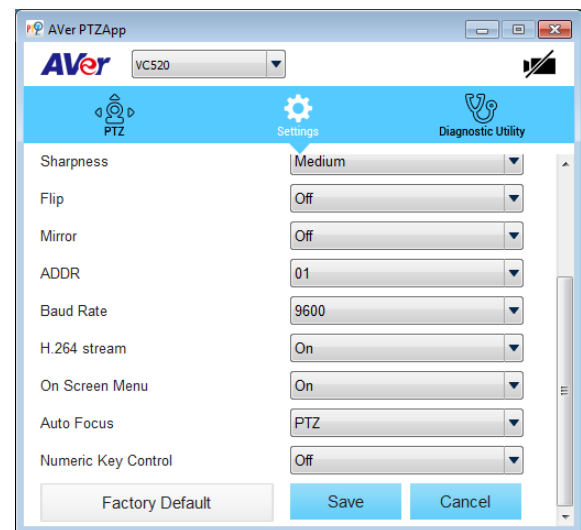 AVer PTZApp
AVer VC520
PTZ Settings Diagnostic Utility
Sharpness Medium
Flip Off
Mirror Off
ADDR 01
Baud Rate 9600
H.264 stream On
On Screen Menu On
Auto Focus PTZ
Numeric Key Control Off
Factory Default Save Cancel